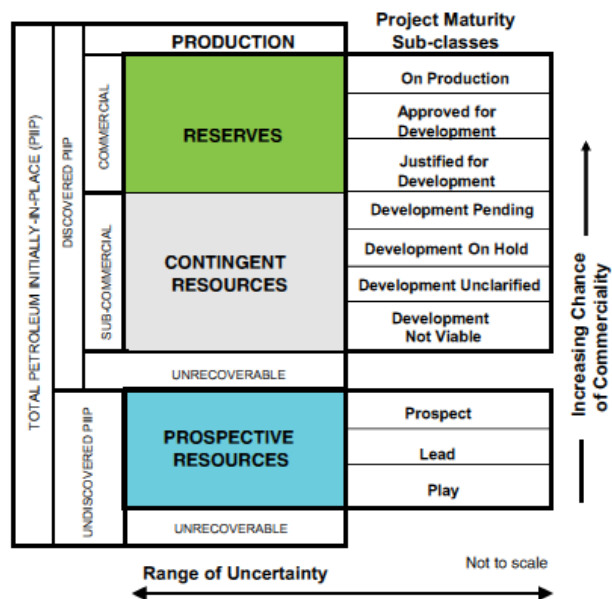 PRODUCTION
Project Maturity
Sub-classes
TOTAL PETROLEUM INITIALLY-IN-PLACE (PIIP)
DISCOVERED PIIP
COMMERCIAL
RESERVES
On Production
Approved for
Development
Justified for
Development
SUB-COMMERCIAL
CONTINGENT
RESOURCES
Development Pending
Development On Hold
Development Unclarified
Development
Not Viable
UNRECOVERABLE
UNDISCOVERED PIIP
PROSPECTIVE
RESOURCES
Prospect
Lead
Play
UNRECOVERABLE
Increasing Chance
of Commerciality
Range of Uncertainty
Not to scale